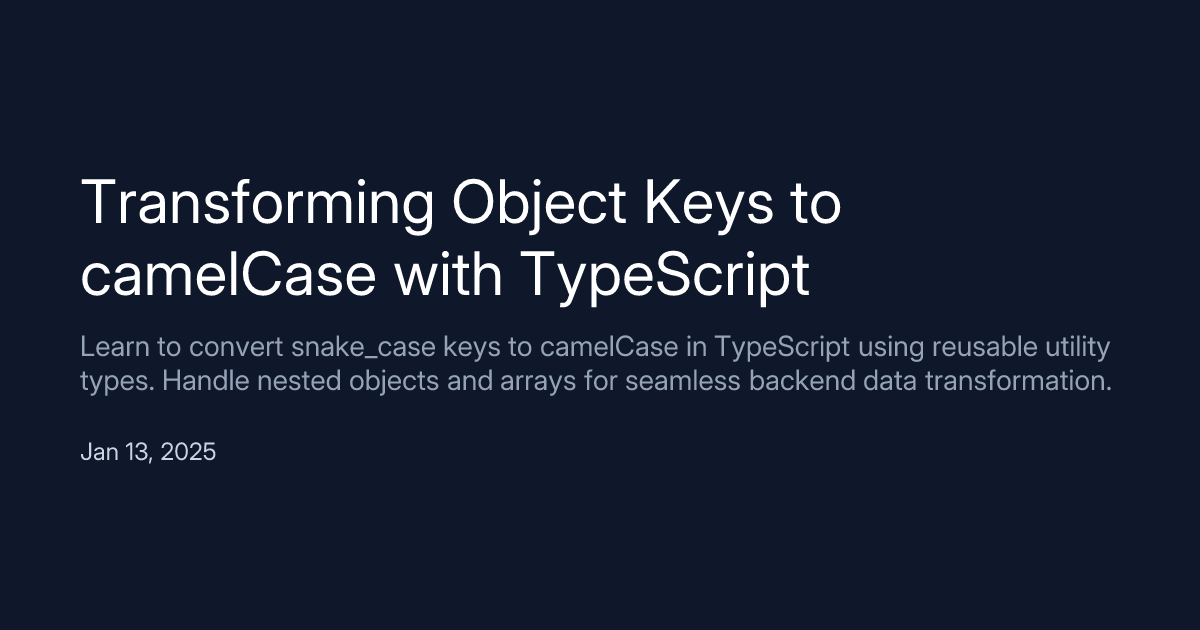 Transforming Object Keys to
camelCase with TypeScript
Learn to convert snake_case keys to camelCase in TypeScript using reusable utility
types. Handle nested objects and arrays for seamless backend data transformation.
Jan 13, 2025